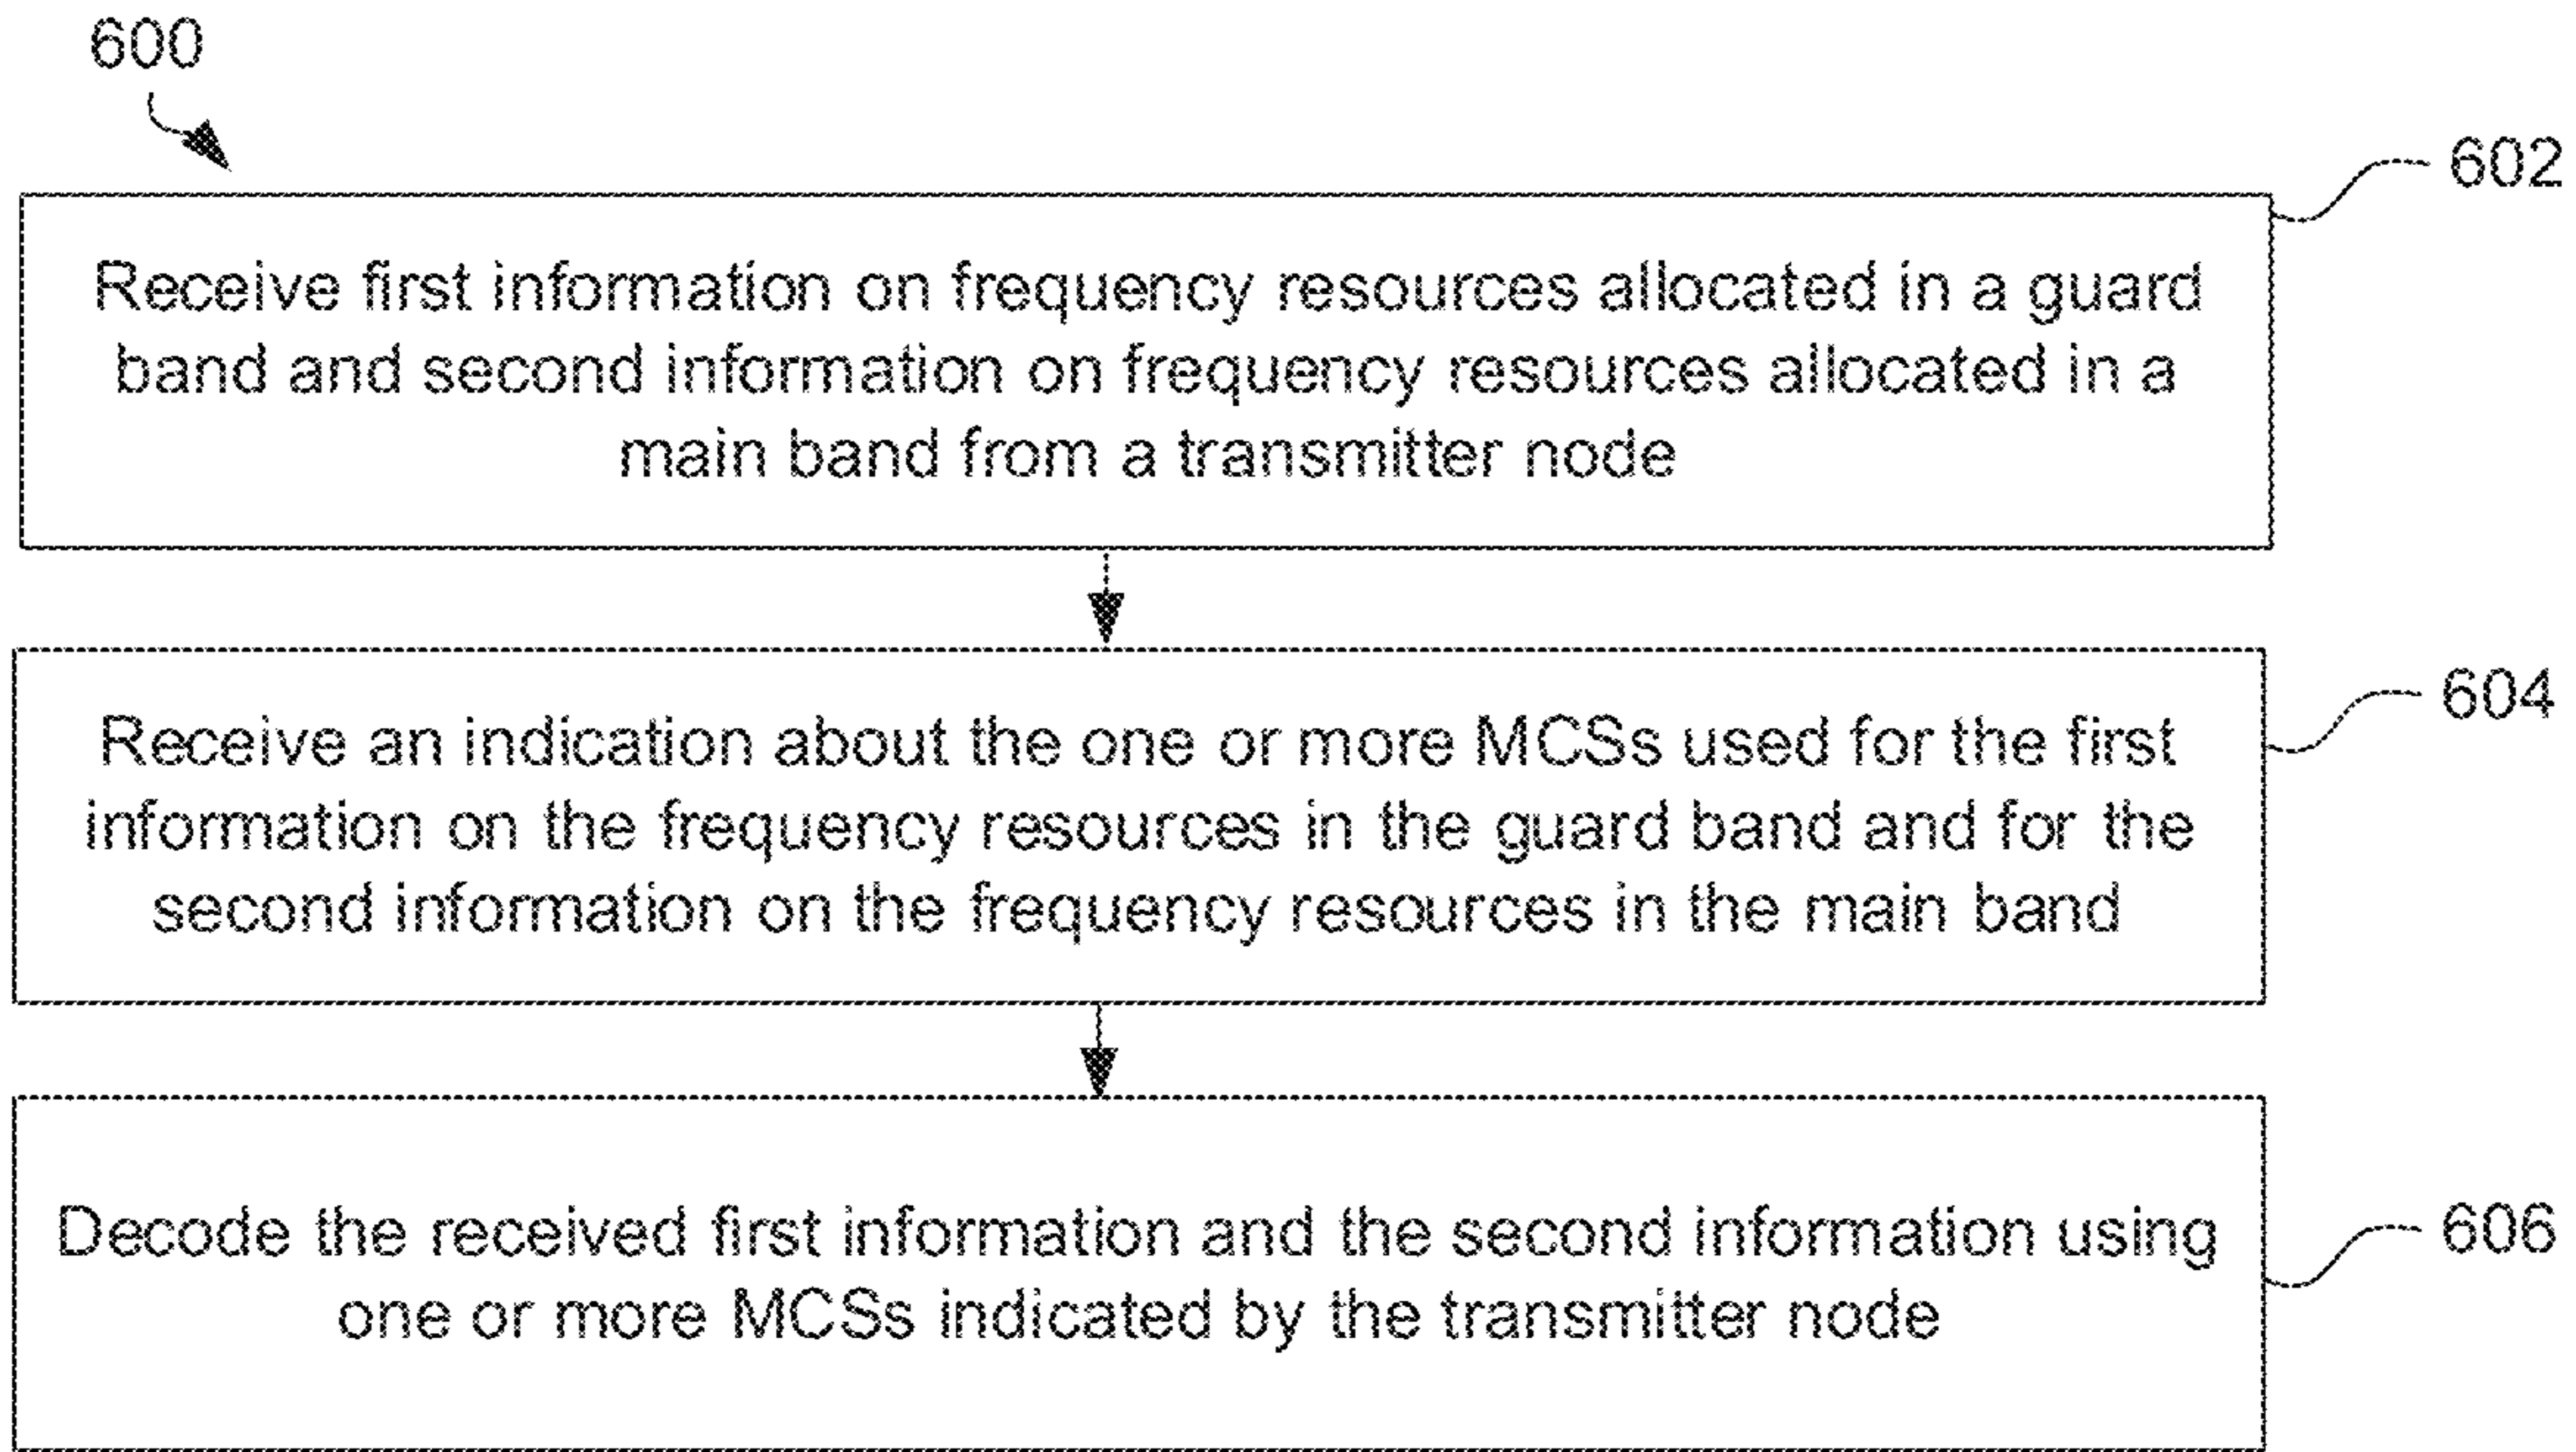 600
602
Receive first information on frequency resources allocated in a guard
band and second information on frequency resources allocated in a
main band from a transmitter node
604
Receive an indication about the one or more MCSs used for the first
information on the frequency resources in the guard band and for the
second information on the frequency resources in the main band
606
Decode the received first information and the second information using
one or more MCSs indicated by the transmitter node